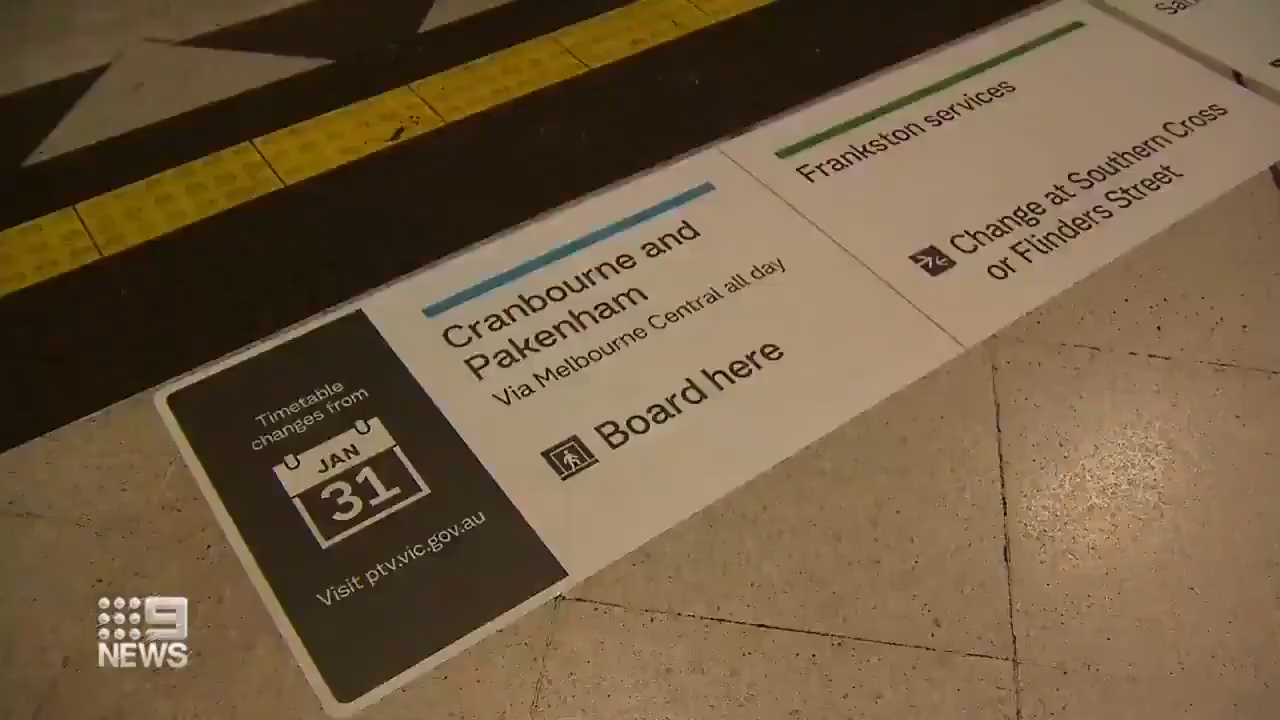 Timetable
changes from
JAN
31
Visit ptv.vic.gov.au
Cranbourne and
Pakenham
Via Melbourne Central all day
Board here
Frankston services
Change at Southern Cross
or Flinders Street
9
NEWS